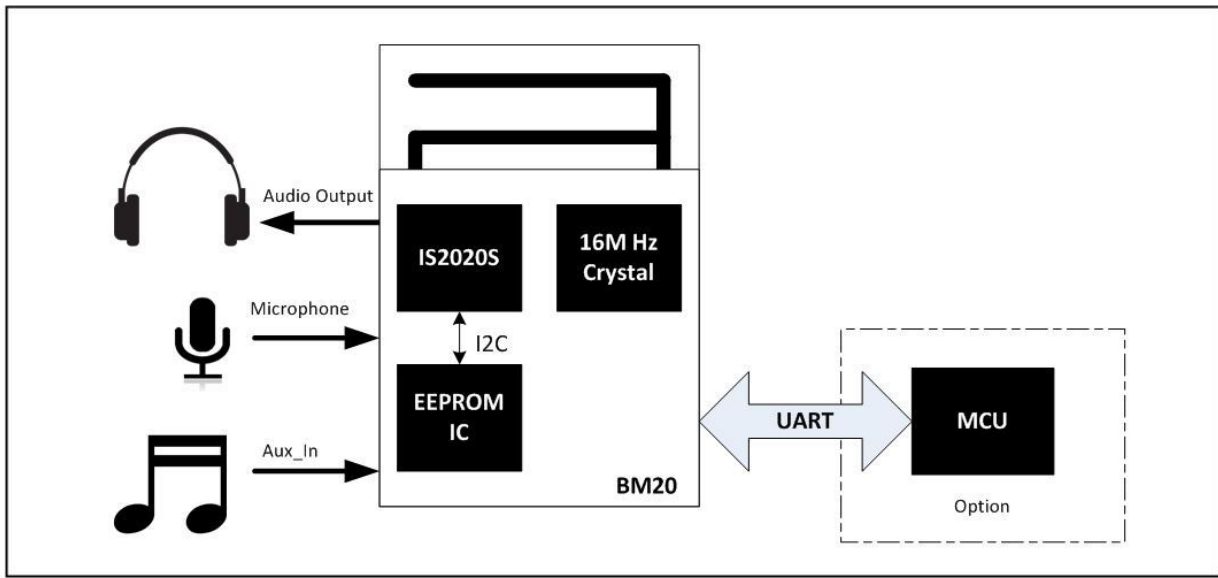 Audio Output
Microphone
Aux_In
IS2020S
16M Hz
Crystal
I2C
EEPROM
IC
BM20
UART
MCU
Option